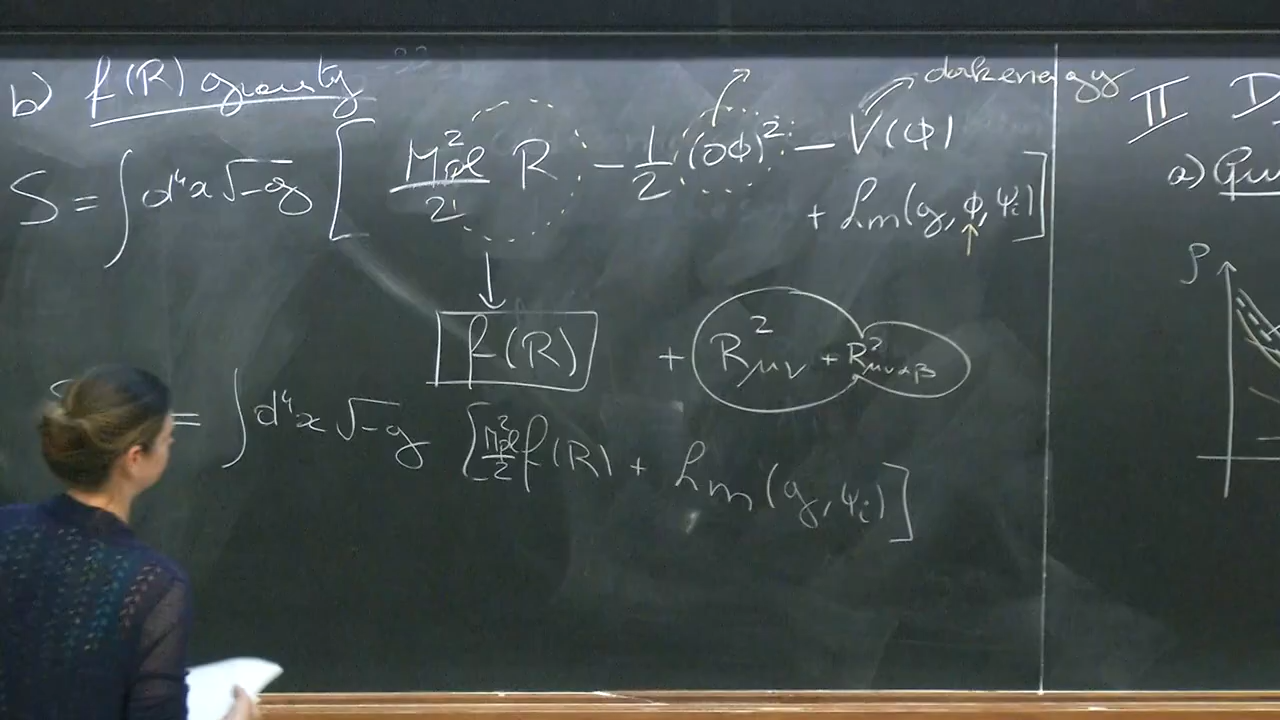 b) f(R) gravity
dark energy
S = ∫ d⁴x √-g [ M²pl/2 R - 1/2 (∂ϕ)² - V(ϕ)
+ Lm(g, ϕ, ψi) ]
f(R) + R²μν + R²μναβ
= ∫ d⁴x √-g [ M²pl/2 f(R) + Lm(g, ψi) ]
II D
a) Qu
ρ